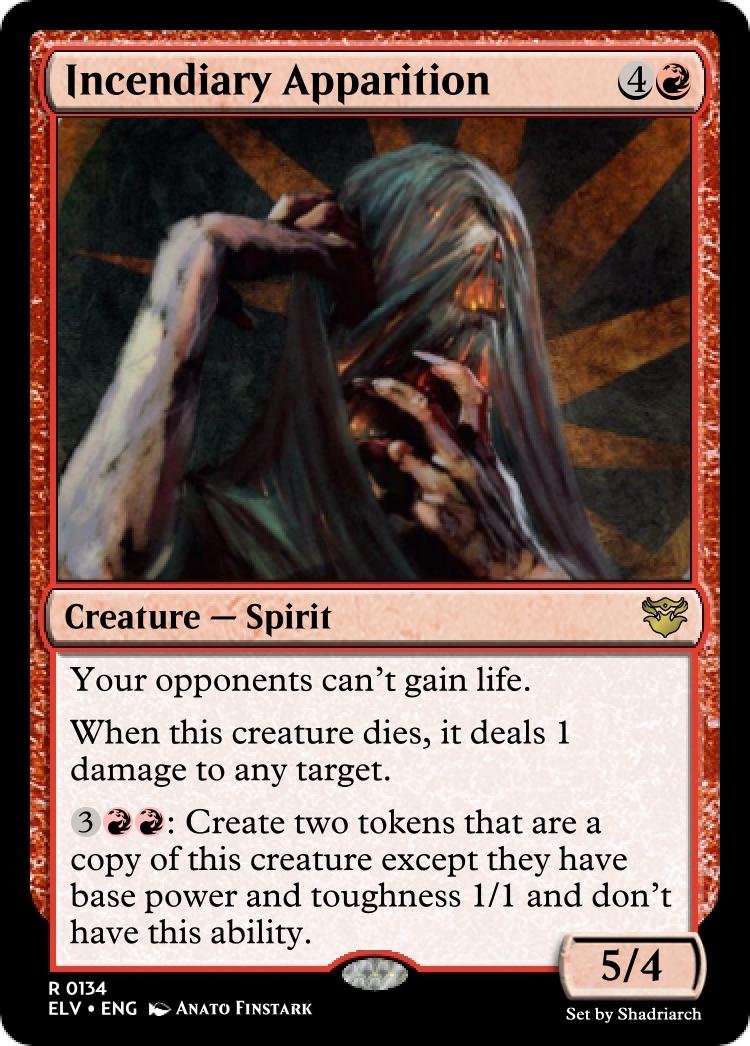 Incendiary Apparition 4
Creature — Spirit
Your opponents can't gain life.
When this creature dies, it deals 1
damage to any target.
3: Create two tokens that are a
copy of this creature except they have
base power and toughness 1/1 and don't
have this ability.
5/4
R 0134
ELV • ENG Anato Finstark
Set by Shadriarch